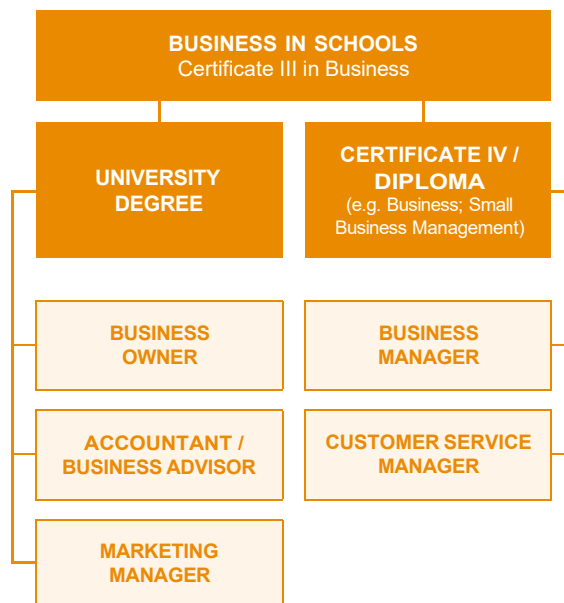 BUSINESS IN SCHOOLS
Certificate III in Business
UNIVERSITY
DEGREE
CERTIFICATE IV /
DIPLOMA
(e.g. Business; Small
Business Management)
BUSINESS
OWNER
BUSINESS
MANAGER
ACCOUNTANT /
BUSINESS ADVISOR
CUSTOMER SERVICE
MANAGER
MARKETING
MANAGER